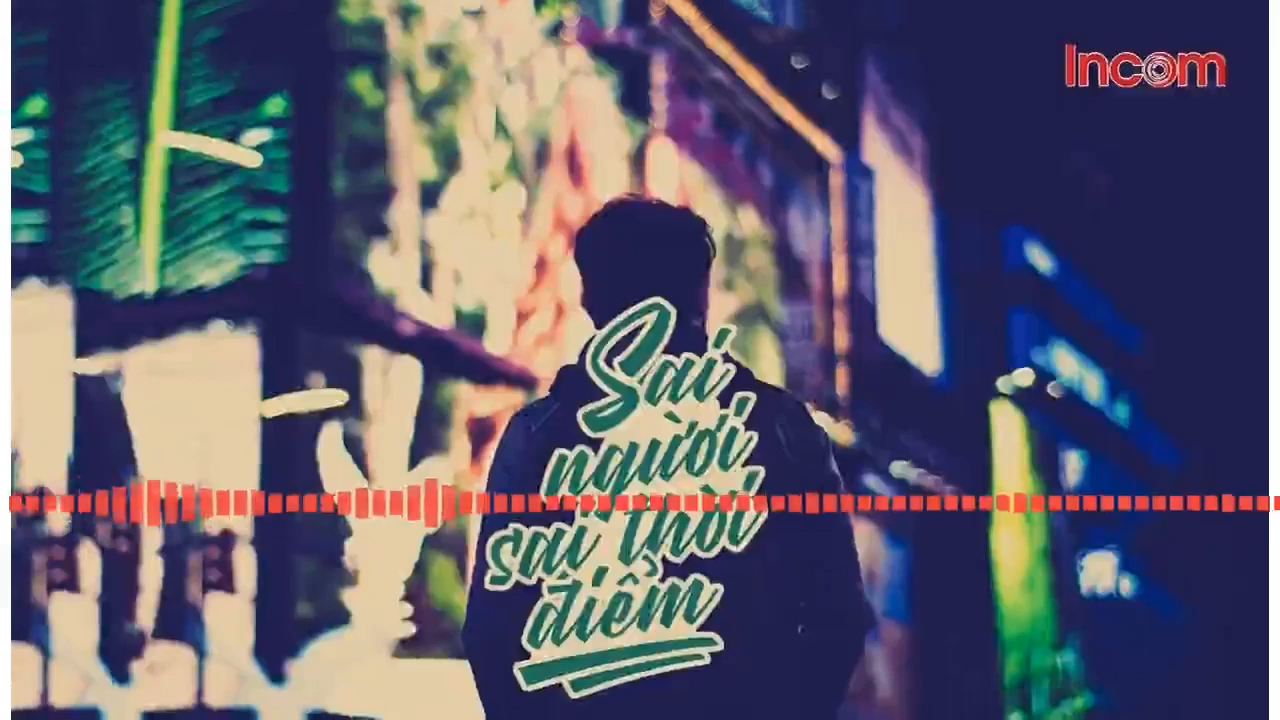 Incom
Sai
người
sai thời
điểm